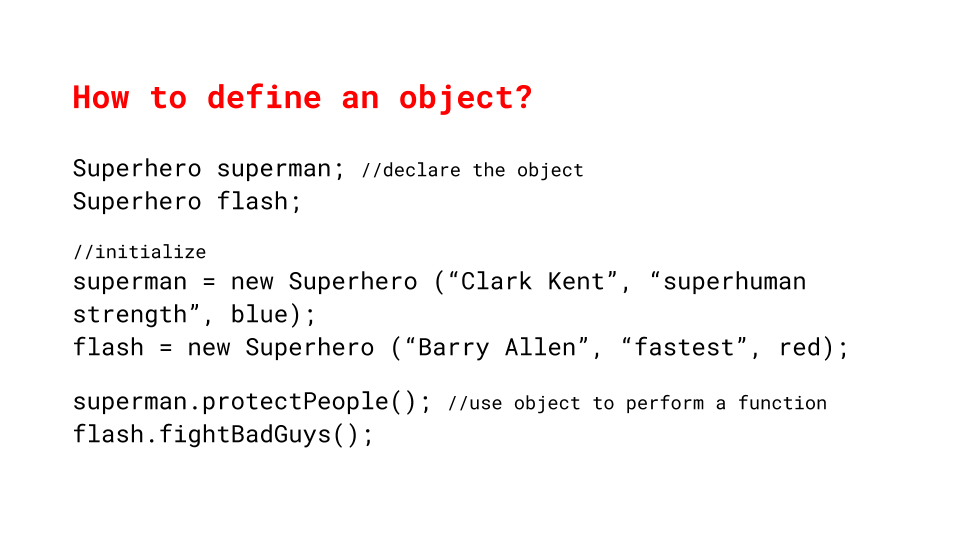 How to define an object?
Superhero superman; //declare the object
Superhero flash;
//initialize
superman = new Superhero (“Clark Kent”, “superhuman
strength”, blue);
flash = new Superhero (“Barry Allen”, “fastest”, red);
superman.protectPeople(); //use object to perform a function
flash.fightBadGuys();